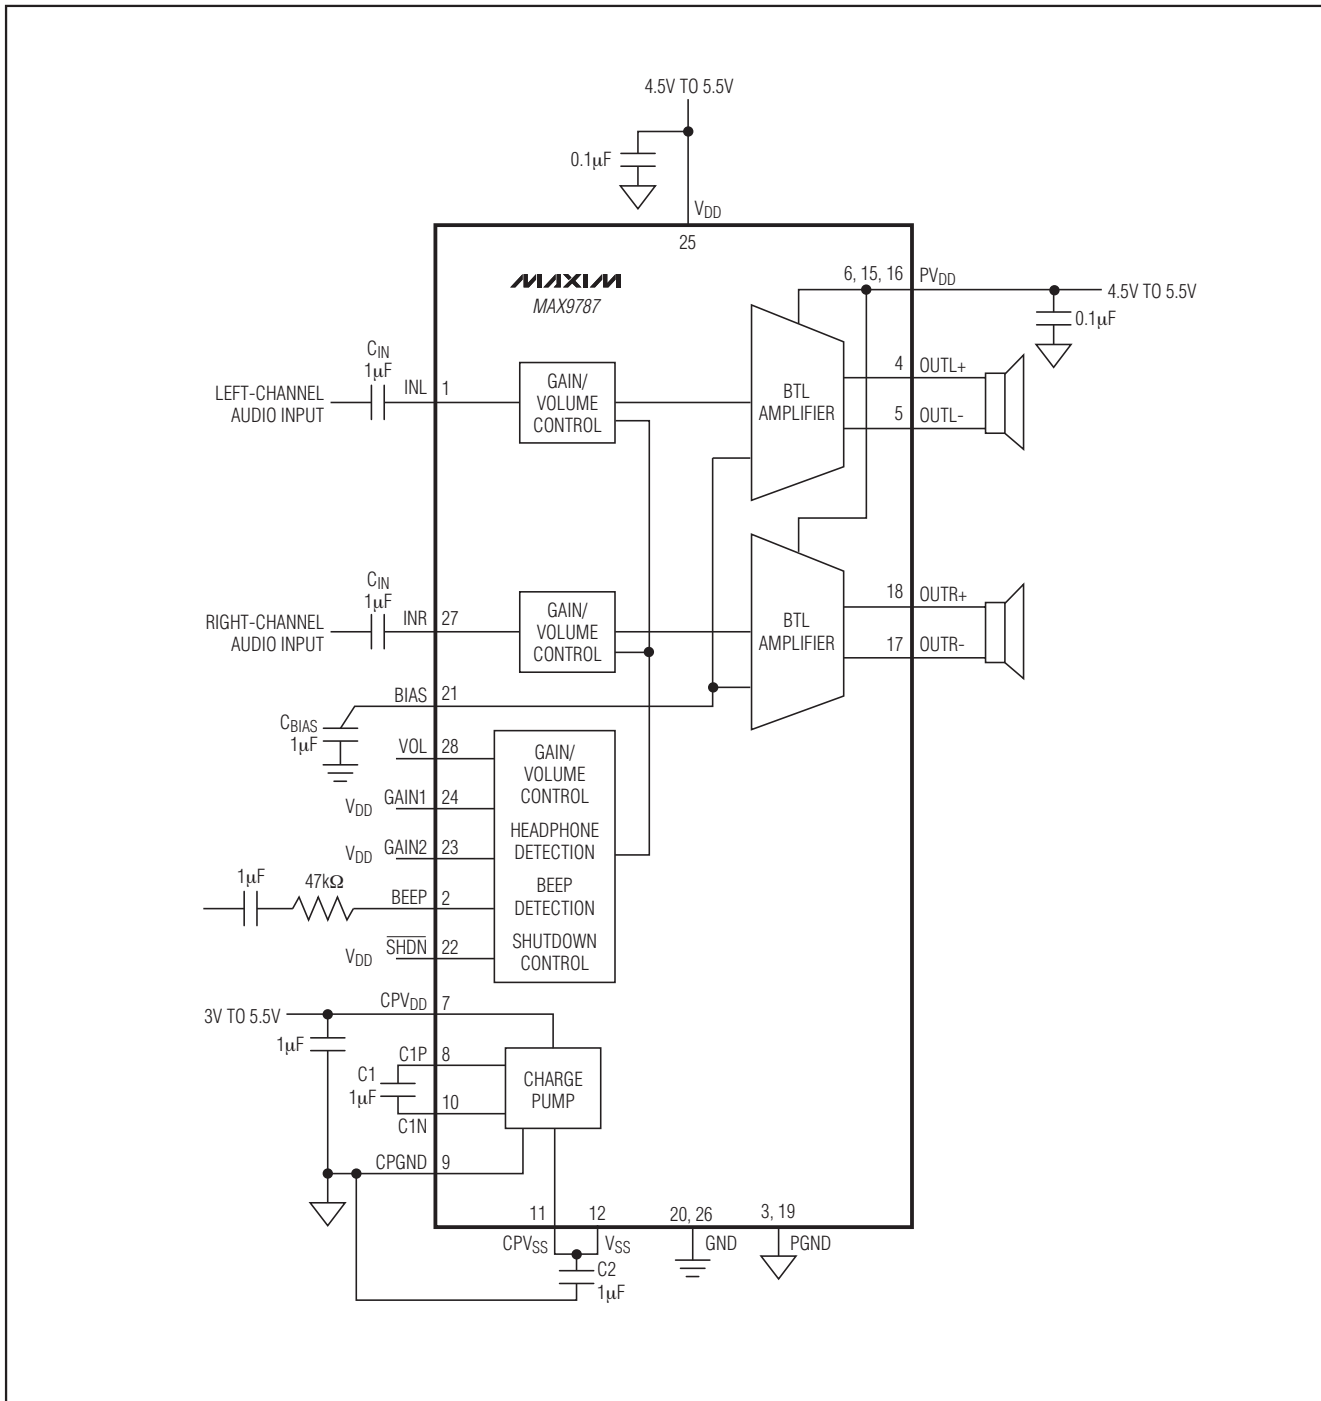 4.5V TO 5.5V
0.1µF
VDD
25
MAXIM
MAX9787
6, 15, 16
PVDD
4.5V TO 5.5V
0.1µF
CIN
1µF
LEFT-CHANNEL
AUDIO INPUT
INL
1
GAIN/
VOLUME
CONTROL
BTL
AMPLIFIER
4
OUTL+
5
OUTL-
CIN
1µF
RIGHT-CHANNEL
AUDIO INPUT
INR
27
GAIN/
VOLUME
CONTROL
BTL
AMPLIFIER
18
OUTR+
17
OUTR-
BIAS
21
CBIAS
1µF
VOL
28
VDD
GAIN1
24
VDD
GAIN2
23
1µF
47kΩ
BEEP
2
VDD
SHDN
22
GAIN/
VOLUME
CONTROL
HEADPHONE
DETECTION
BEEP
DETECTION
SHUTDOWN
CONTROL
3V TO 5.5V
CPVDD
7
1µF
C1P
8
C1
1µF
10
C1N
CHARGE
PUMP
CPGND
9
11
CPVSS
12
VSS
C2
1µF
20, 26
GND
3, 19
PGND